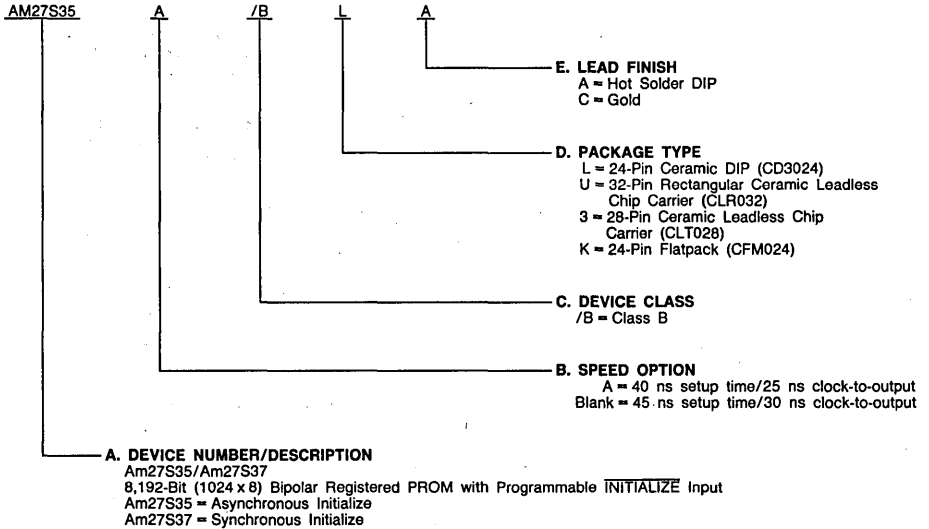 AM27S35 A /B L A
E. LEAD FINISH
A = Hot Solder DIP
C = Gold
D. PACKAGE TYPE
L = 24-Pin Ceramic DIP (CD3024)
U = 32-Pin Rectangular Ceramic Leadless
Chip Carrier (CLR032)
3 = 28-Pin Ceramic Leadless Chip
Carrier (CLT028)
K = 24-Pin Flatpack (CFM024)
C. DEVICE CLASS
/B = Class B
B. SPEED OPTION
A = 40 ns setup time/25 ns clock-to-output
Blank = 45 ns setup time/30 ns clock-to-output
A. DEVICE NUMBER/DESCRIPTION
Am27S35/Am27S37
8,192-Bit (1024 x 8) Bipolar Registered PROM with Programmable INITIALIZE Input
Am27S35 = Asynchronous Initialize
Am27S37 = Synchronous Initialize